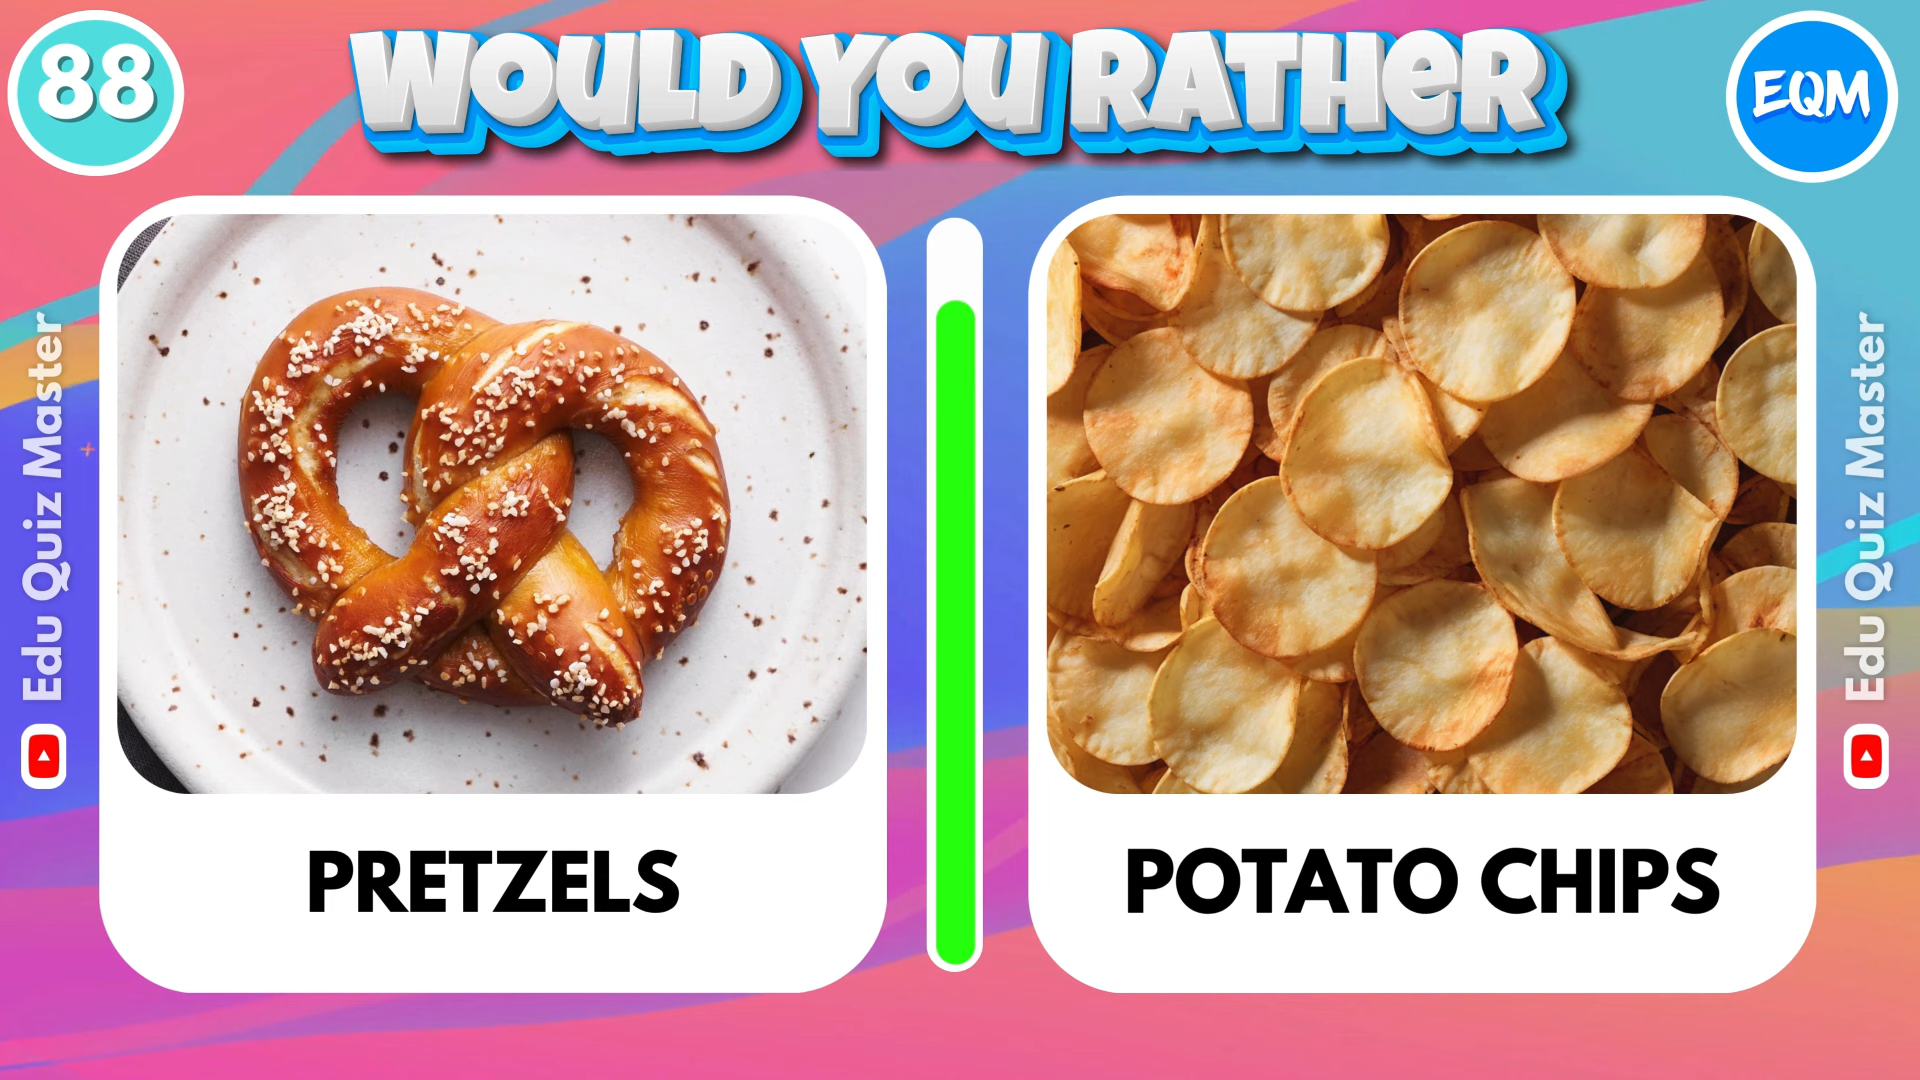 88
WOULD YOU RATHER
EQM
Edu Quiz Master
PRETZELS
POTATO CHIPS
Edu Quiz Master